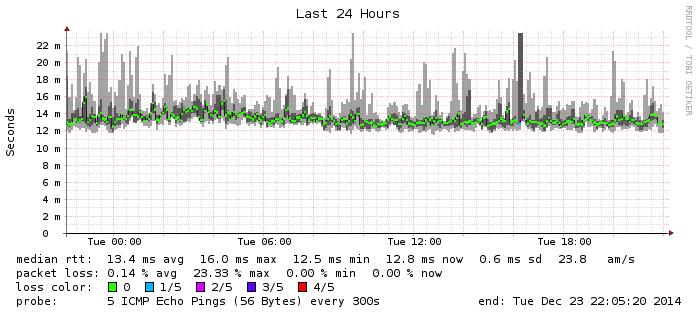 Last 24 Hours
RRDTOOL / TOBI OETIKER
Seconds
22 m
20 m
18 m
16 m
14 m
12 m
10 m
8 m
6 m
4 m
2 m
0
Tue 00:00 Tue 06:00 Tue 12:00 Tue 18:00
median rtt: 13.4 ms avg 16.0 ms max 12.5 ms min 12.8 ms now 0.6 ms sd 23.8 am/s
packet loss: 0.14 % avg 23.33 % max 0.00 % min 0.00 % now
loss color: 0 1/5 2/5 3/5 4/5
probe: 5 ICMP Echo Pings (56 Bytes) every 300s end: Tue Dec 23 22:05:20 2014